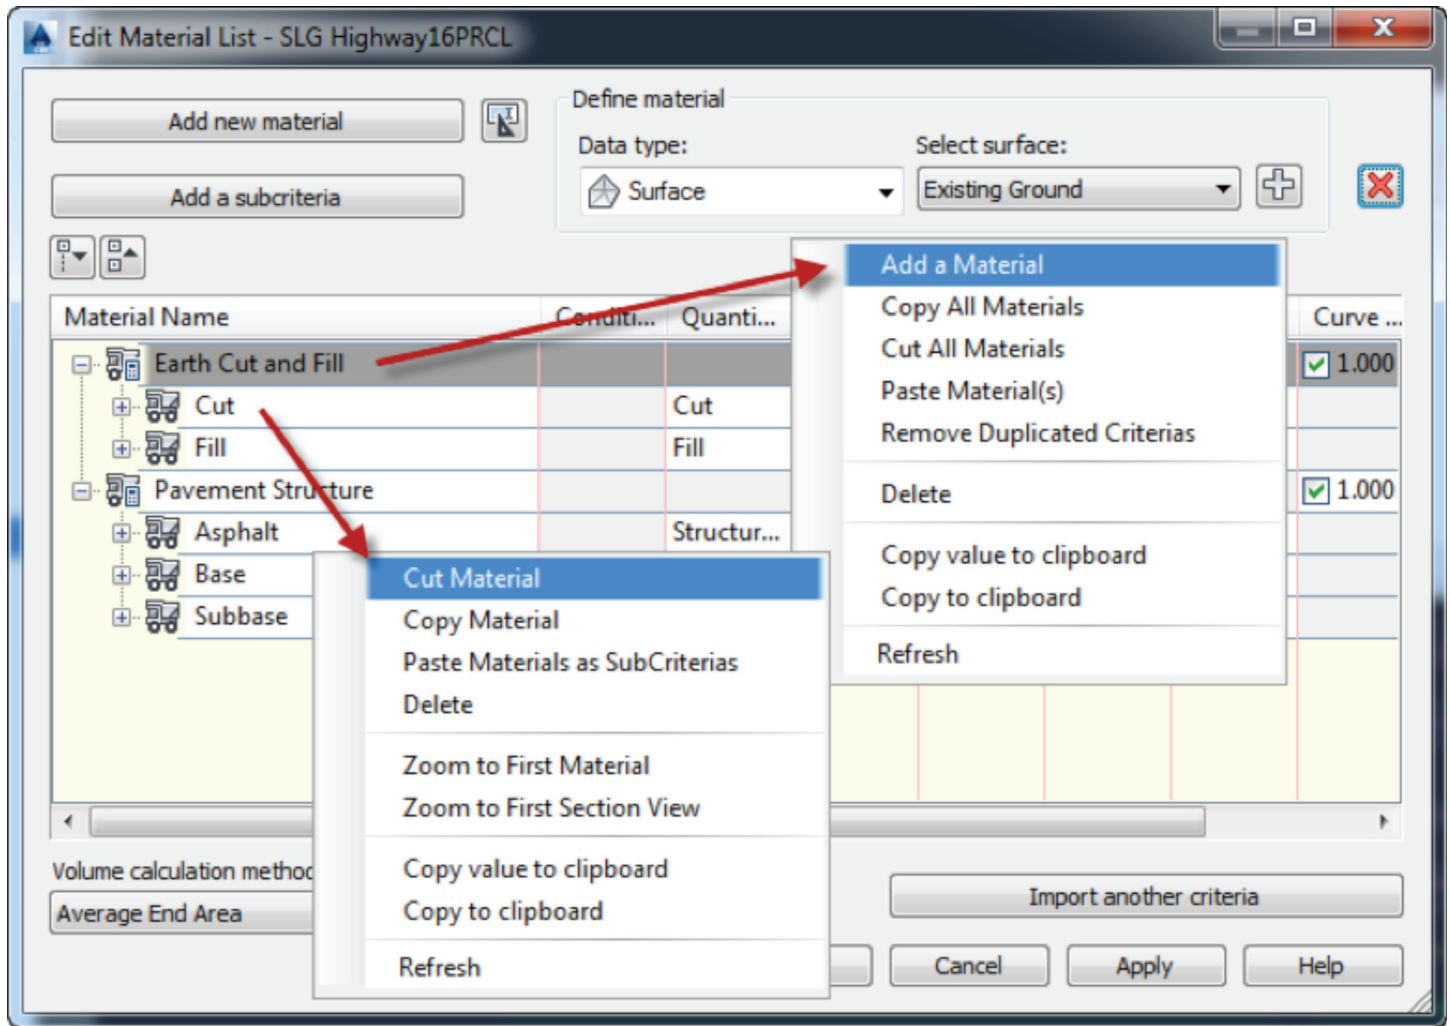 Edit Material List - SLG Highway16PRCL
Add new material
Define material
Data type:
Select surface:
Surface
Existing Ground
Add a subcriteria
Material Name
Conditi...
Quanti...
Curve ...
Earth Cut and Fill
1.000
Cut
Cut
Fill
Fill
Pavement Structure
1.000
Asphalt
Structur...
Base
Subbase
Add a Material
Copy All Materials
Cut All Materials
Paste Material(s)
Remove Duplicated Criterias
Delete
Copy value to clipboard
Copy to clipboard
Refresh
Cut Material
Copy Material
Paste Materials as SubCriterias
Delete
Zoom to First Material
Zoom to First Section View
Copy value to clipboard
Copy to clipboard
Refresh
Volume calculation method
Average End Area
Import another criteria
Cancel
Apply
Help